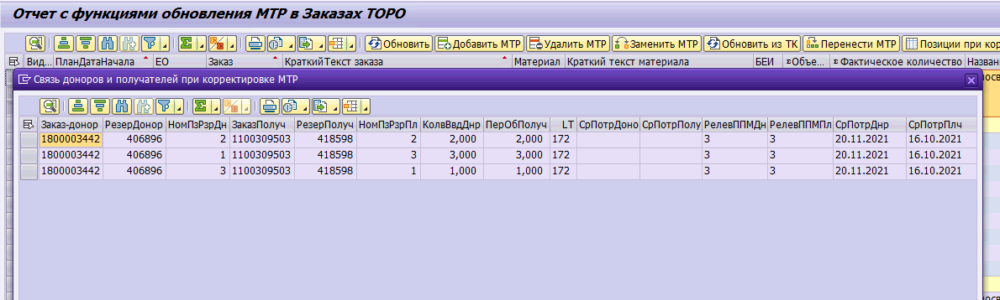 Отчет с функциями обновления МТР в Заказах ТОРО
Обновить Добавить МТР Удалить МТР Заменить МТР Обновить из ТК Перенести МТР Позиции при кор
Вид... ПланДатаНачала ЕО Заказ КраткийТекст заказа Материал Краткий текст материала БЕИ Объе... Фактическое количество Названи
Связь доноров и получателей при корректировке МТР
Заказ-донор РезерДонор НомПзРзрДн ЗаказПолуч РезерПолуч НомПзРзрПл КолвВвдДнр ПерОбПолуч LT СрПотрДоно СрПотрПолу РелевППМДн РелевППМПл СрПотрДнр СрПотрПлч
1800003442 406896 2 1100309503 418598 2 2,000 2,000 172 3 3 20.11.2021 16.10.2021
1800003442 406896 1 1100309503 418598 3 3,000 3,000 172 3 3 20.11.2021 16.10.2021
1800003442 406896 3 1100309503 418598 1 1,000 1,000 172 3 3 20.11.2021 16.10.2021